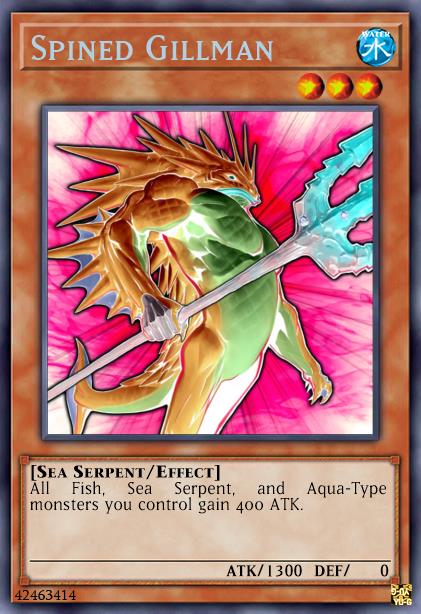 Spined Gillman
WATER
水
[Sea Serpent/Effect]
All Fish, Sea Serpent, and Aqua-Type
monsters you control gain 400 ATK.
ATK/1300 DEF/ 0
42463414